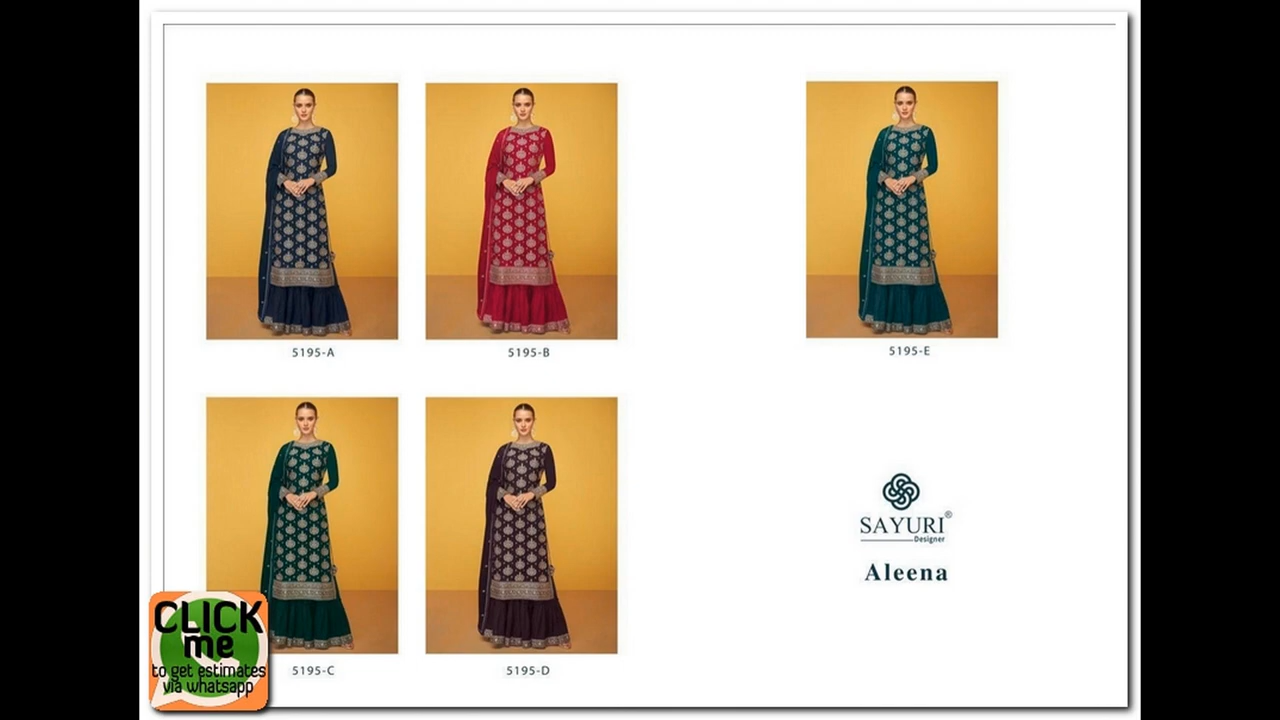 5195-A
5195-B
5195-E
5195-C
5195-D
SAYURI®
Designer
Aleena
CLICK
me
to get estimates
via whatsapp